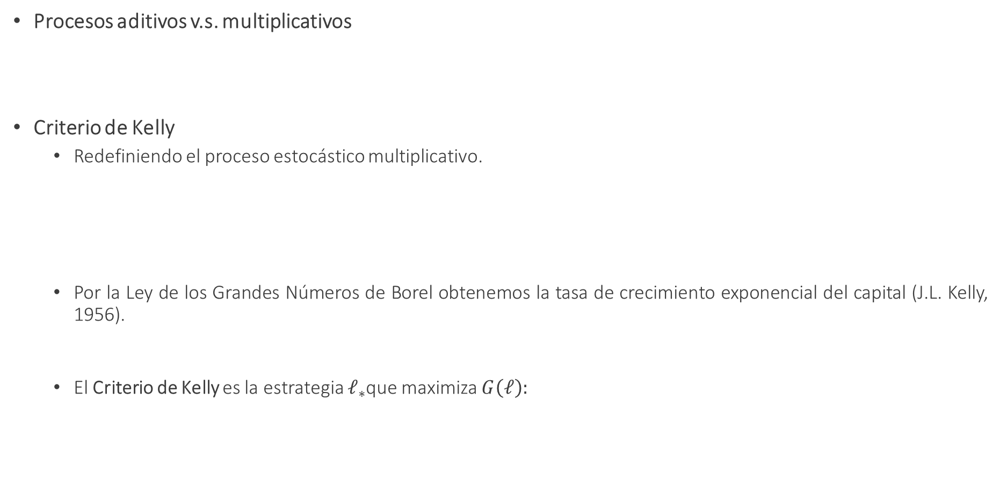 • Procesos aditivos v.s. multiplicativos
• Criterio de Kelly
• Redefiniendo el proceso estocástico multiplicativo.
• Por la Ley de los Grandes Números de Borel obtenemos la tasa de crecimiento exponencial del capital (J.L. Kelly,
1956).
• El Criterio de Kelly es la estrategia ℓ* que maximiza G(ℓ):